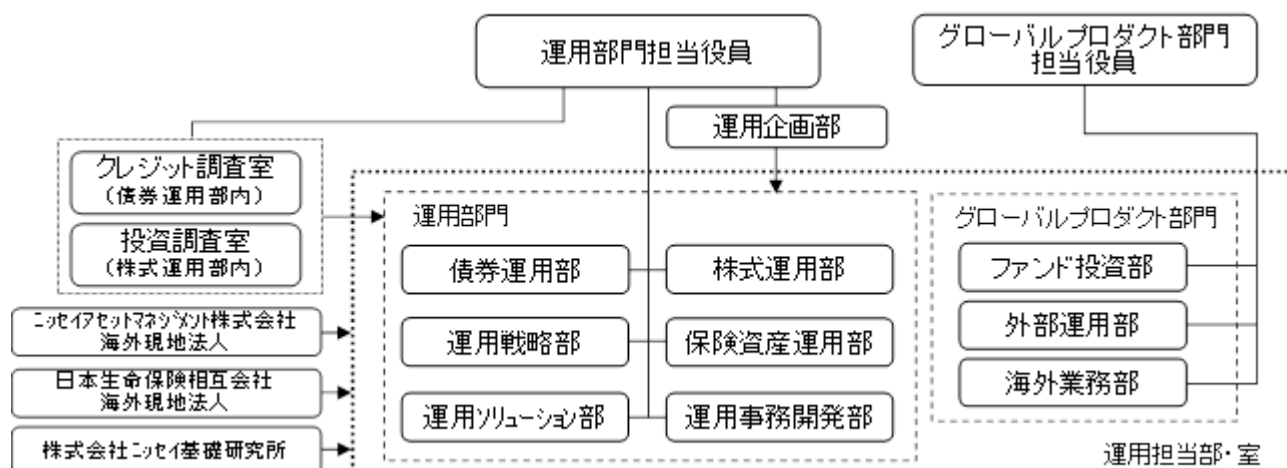 運用部門担当役員
グローバルプロダクト部門
担当役員
運用企画部
クレジット調査室
(債券運用部内)
投資調査室
(株式運用部内)
ニッセイアセットマネジメント株式会社
海外現地法人
日本生命保険相互会社
海外現地法人
株式会社ニッセイ基礎研究所
運用部門
債券運用部
株式運用部
運用戦略部
保険資産運用部
運用ソリューション部
運用事務開発部
グローバルプロダクト部門
ファンド投資部
外部運用部
海外業務部
運用担当部・室